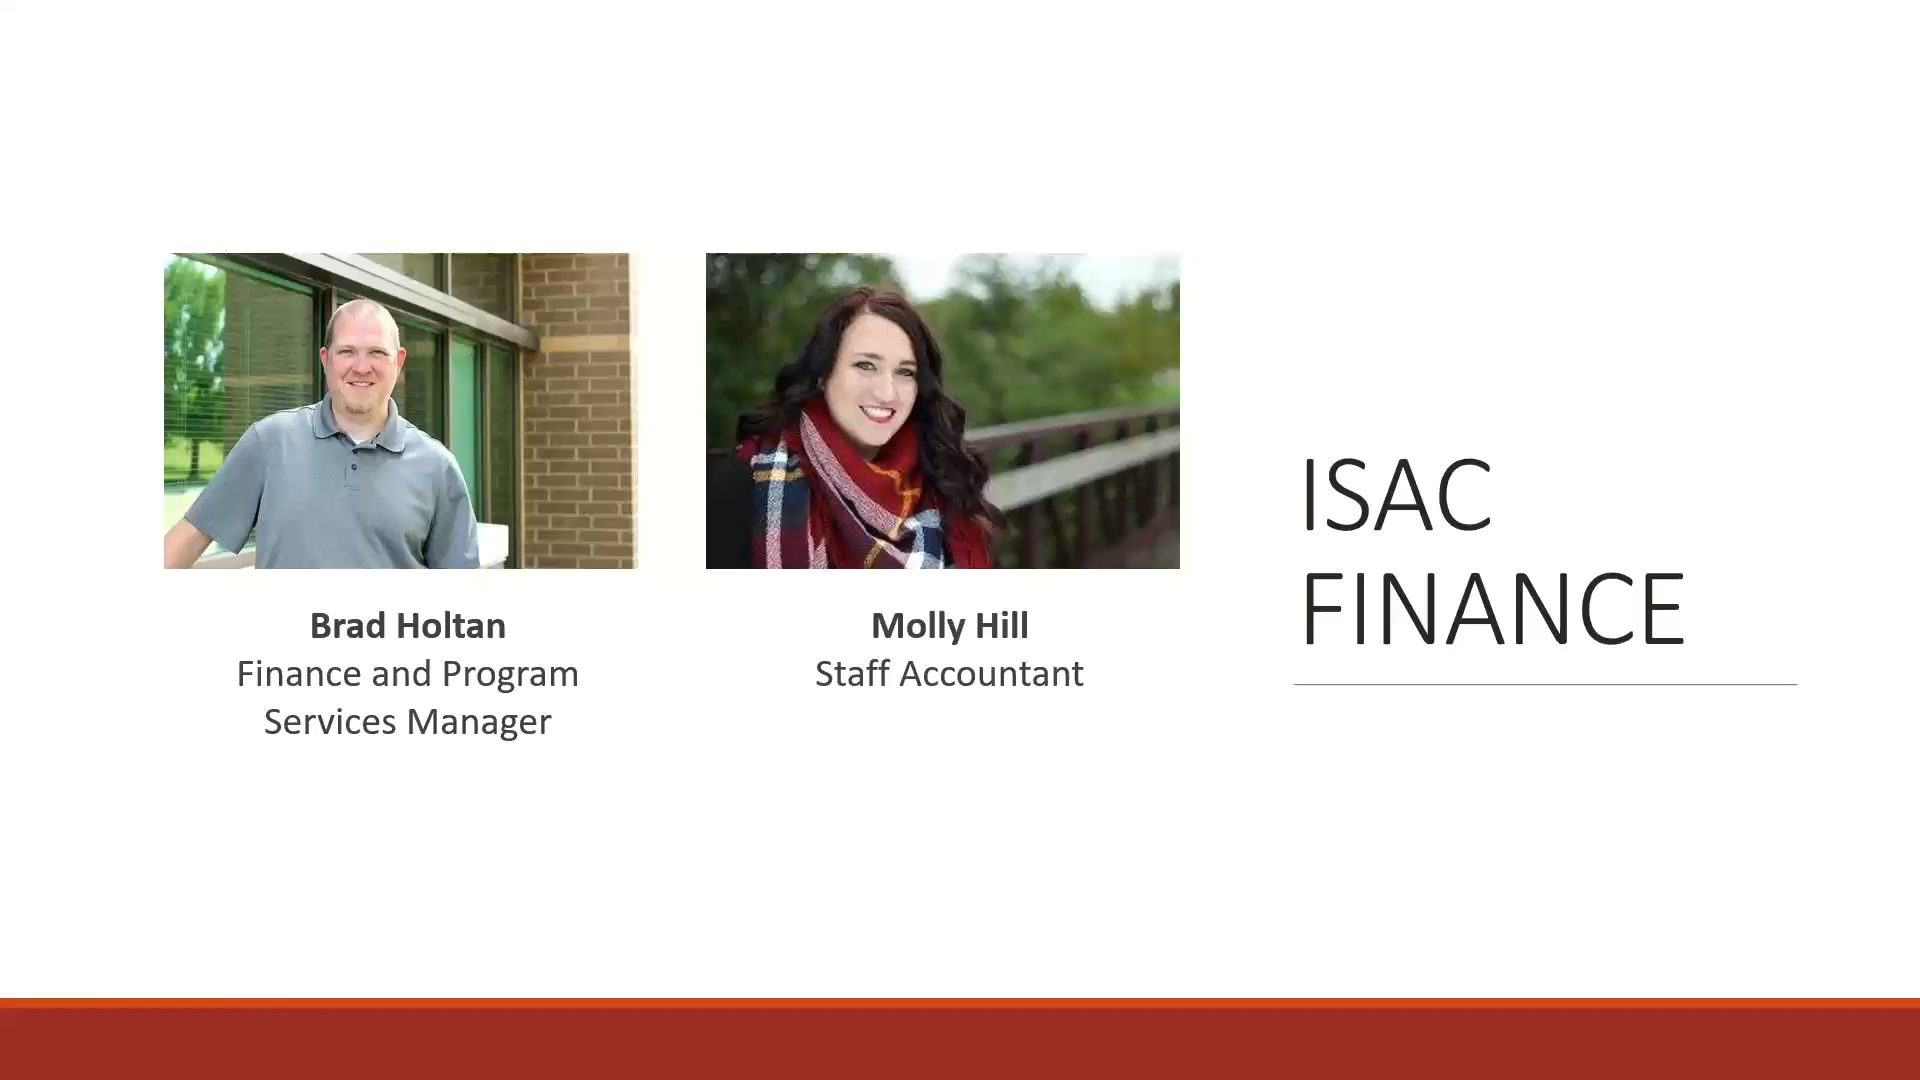 Brad Holtan
Finance and Program
Services Manager
Molly Hill
Staff Accountant
ISAC
FINANCE